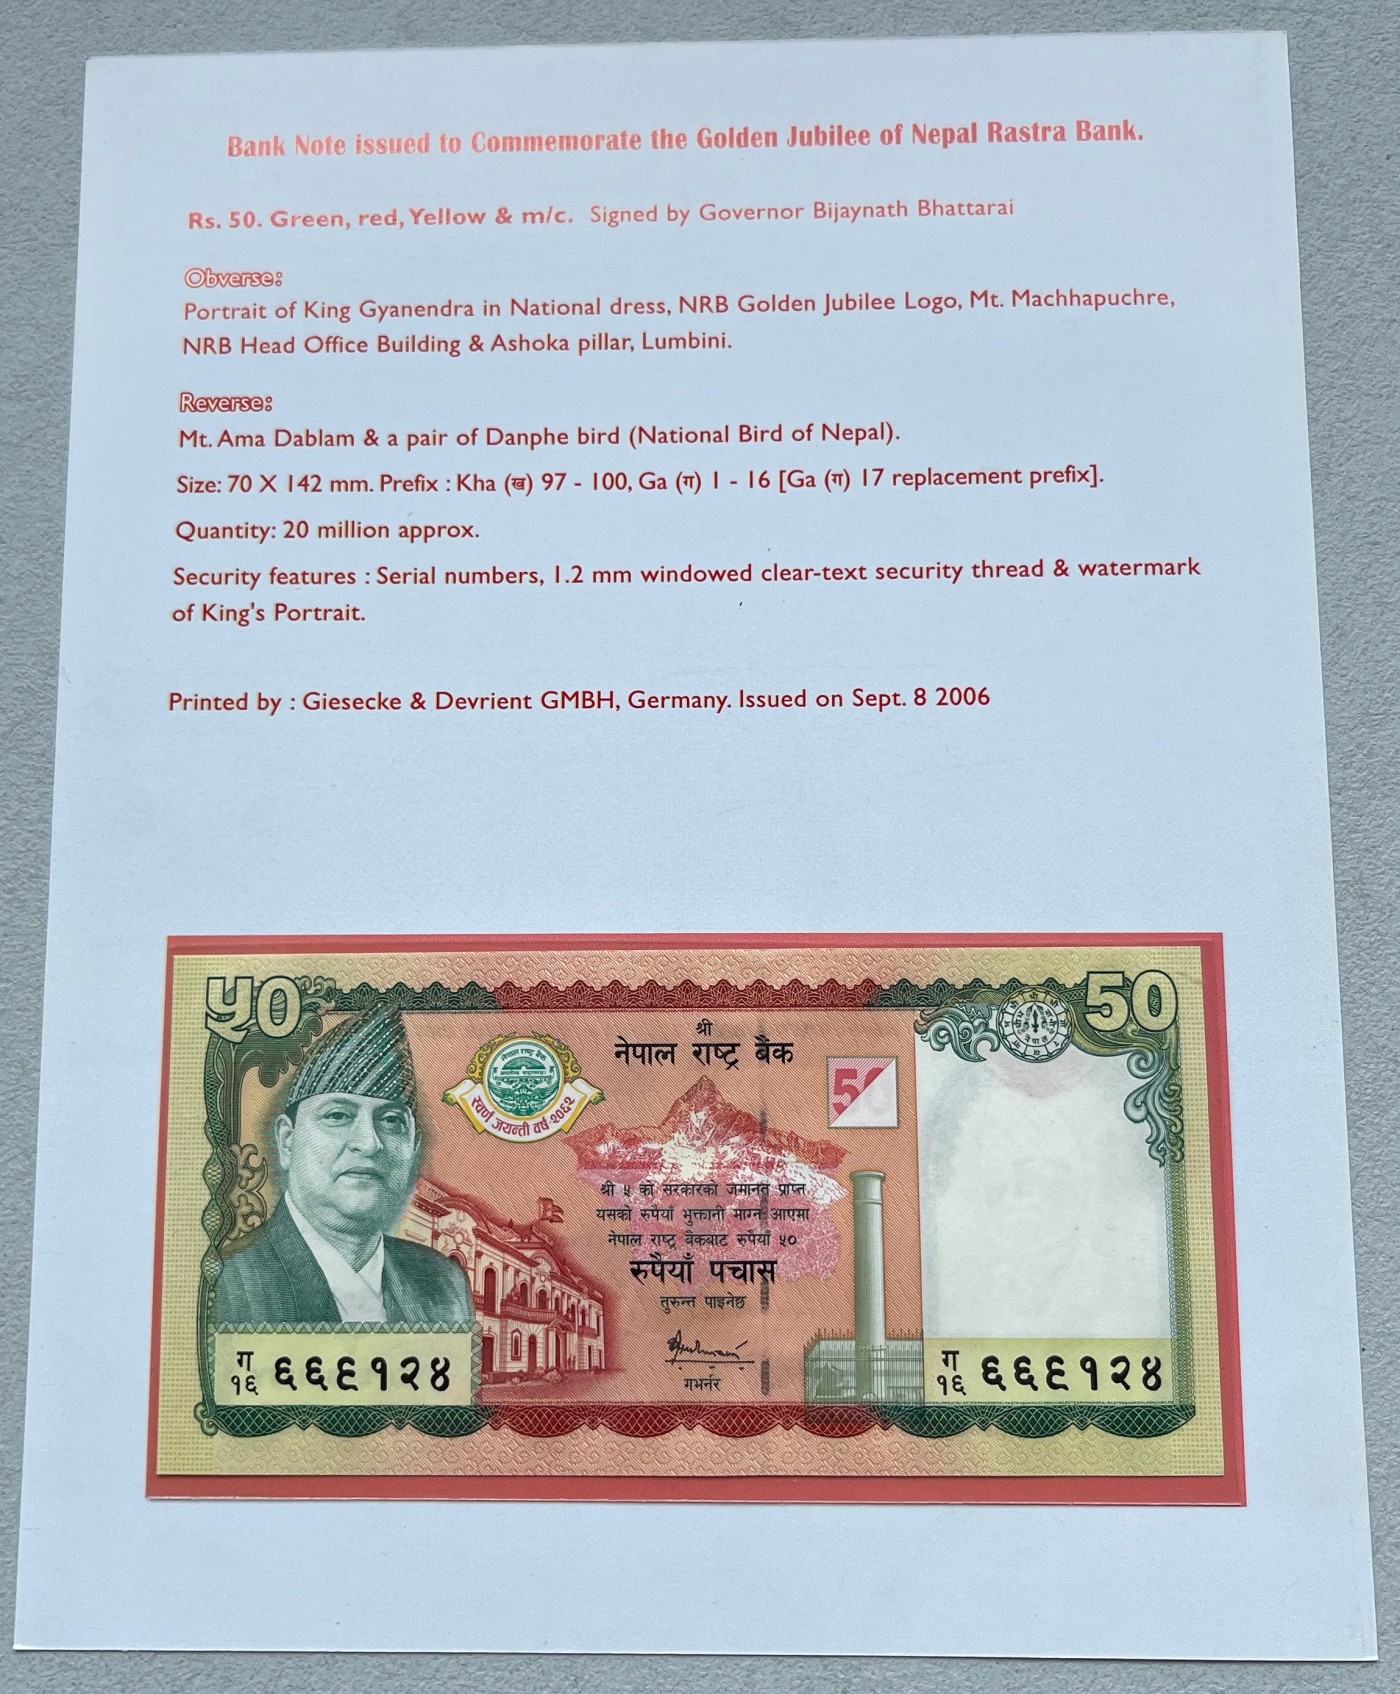 Bank Note issued to Commemorate the Golden Jubilee of Nepal Rastra Bank.
Rs. 50. Green, red, Yellow & m/c. Signed by Governor Bijaynath Bhattarai
Obverse:
Portrait of King Gyanendra in National dress, NRB Golden Jubilee Logo, Mt. Machhapuchre,
NRB Head Office Building & Ashoka pillar, Lumbini.
Reverse:
Mt. Ama Dablam & a pair of Danphe bird (National Bird of Nepal).
Size: 70 X 142 mm. Prefix : Kha (ख) 97 - 100, Ga (ग) 1 - 16 [Ga (ग) 17 replacement prefix].
Quantity: 20 million approx.
Security features : Serial numbers, 1.2 mm windowed clear-text security thread & watermark
of King's Portrait.
Printed by : Giesecke & Devrient GMBH, Germany. Issued on Sept. 8 2006
५०
50
श्री
नेपाल राष्ट्र बैंक
नेपाल राष्ट्र बैंक
स्वर्ण जयन्ती वर्ष २०६२
50
श्री ५ को सरकारको जमानत प्राप्त
यसको रुपैयाँ भुक्तानी माग्न आएमा
नेपाल राष्ट्र बैंकबाट रुपैयाँ ५०
रुपैयाँ पचास
तुरुन्त पाइनेछ
गभर्नर
ग
१६ ६६९१२४
ग
१६ ६६९१२४